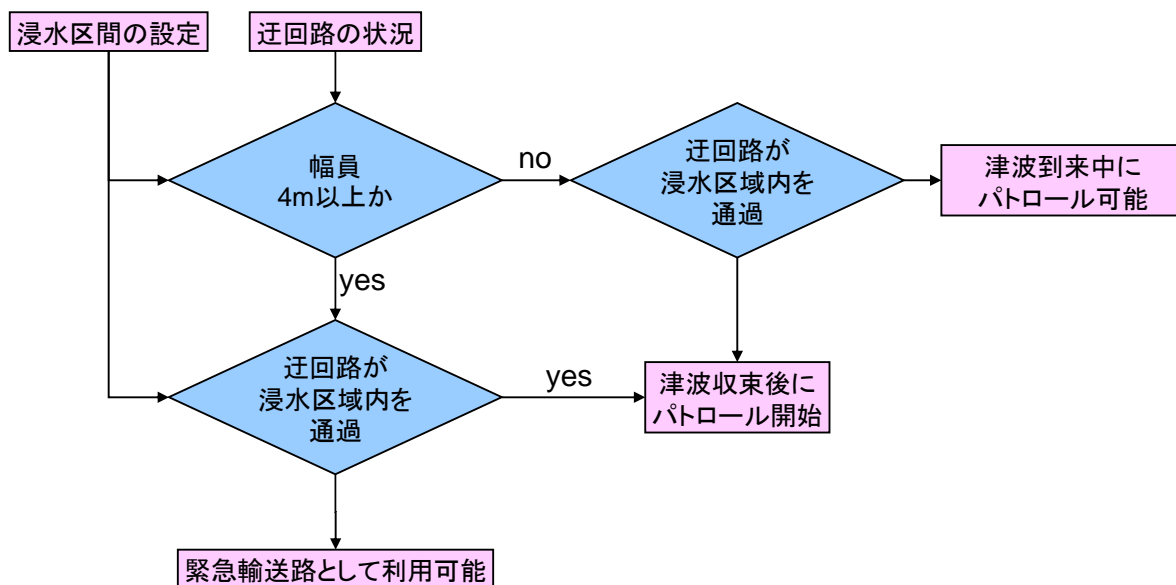 浸水区間の設定
迂回路の状況
幅員
4m以上か
no
迂回路が
浸水区域内を
通過
津波到来中に
パトロール可能
yes
迂回路が
浸水区域内を
通過
yes
津波収束後に
パトロール開始
緊急輸送路として利用可能